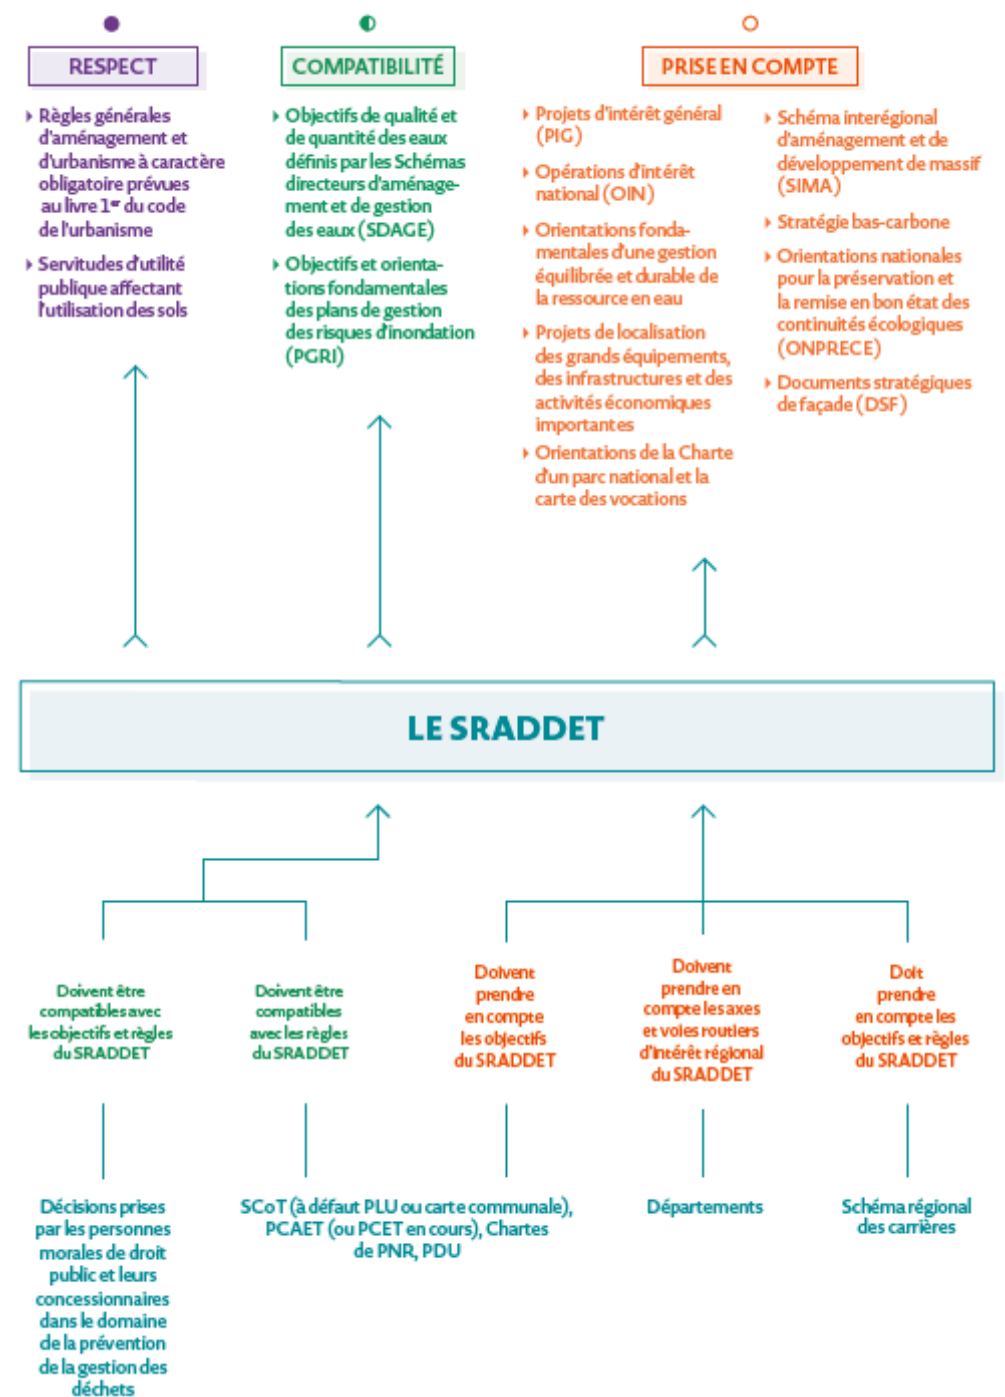 RESPECT
▸ Règles générales
d'aménagement et
d'urbanisme à caractère
obligatoire prévues
au livre 1er du code
de l'urbanisme
▸ Servitudes d'utilité
publique affectant
l'utilisation des sols
COMPATIBILITÉ
▸ Objectifs de qualité et
de quantité des eaux
définis par les Schémas
directeurs d'aménage-
ment et de gestion
des eaux (SDAGE)
▸ Objectifs et orienta-
tions fondamentales
des plans de gestion
des risques d'inondation
(PGRI)
PRISE EN COMPTE
▸ Projets d'intérêt général
(PIG)
▸ Opérations d'intérêt
national (OIN)
▸ Orientations fonda-
mentales d'une gestion
équilibrée et durable de
la ressource en eau
▸ Projets de localisation
des grands équipements,
des infrastructures et des
activités économiques
importantes
▸ Orientations de la Charte
d'un parc national et la
carte des vocations
▸ Schéma interégional
d'aménagement et de
développement de massif
(SIMA)
▸ Stratégie bas-carbone
▸ Orientations nationales
pour la préservation et
la remise en bon état des
continuités écologiques
(ONPRECE)
▸ Documents stratégiques
de façade (DSF)
LE SRADDET
Doivent être
compatibles avec
les objectifs et règles
du SRADDET
Doivent être
compatibles
avec les règles
du SRADDET
Doivent
prendre
en compte
les objectifs
du SRADDET
Doivent
prendre en
compte les axes
et voies routiers
d'intérêt régional
du SRADDET
Doit
prendre
en compte les
objectifs et règles
du SRADDET
Décisions prises
par les personnes
morales de droit
public et leurs
concessionnaires
dans le domaine
de la prévention
de la gestion des
déchets
SCoT (à défaut PLU ou carte communale),
PCAET (ou PCET en cours), Chartes
de PNR, PDU
Départements
Schéma régional
des carrières